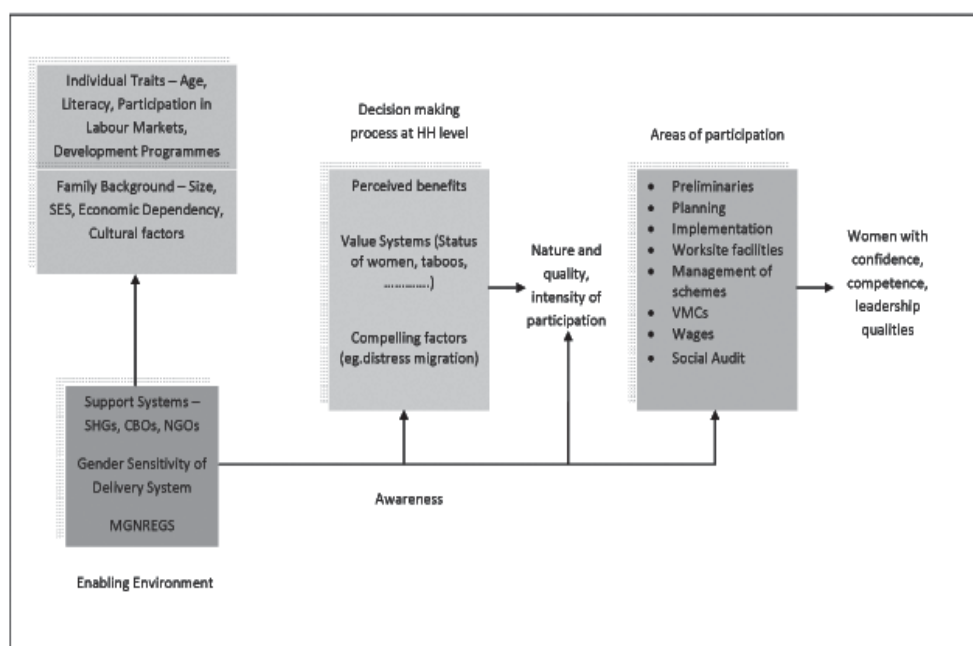 Individual Traits – Age,
Literacy, Participation in
Labour Markets,
Development Programmes
Family Background – Size,
SES, Economic Dependency,
Cultural factors
Support Systems –
SHGs, CBOs, NGOs
Gender Sensitivity of
Delivery System
MGNREGS
Enabling Environment
Decision making
process at HH level
Perceived benefits
Value Systems (Status
of women, taboos,
..............)
Compelling factors
(eg.distress migration)
Awareness
Nature and
quality,
intensity of
participation
Areas of participation
• Preliminaries
• Planning
• Implementation
• Worksite facilities
• Management of
schemes
• VMCs
• Wages
• Social Audit
Women with
confidence,
competence,
leadership
qualities